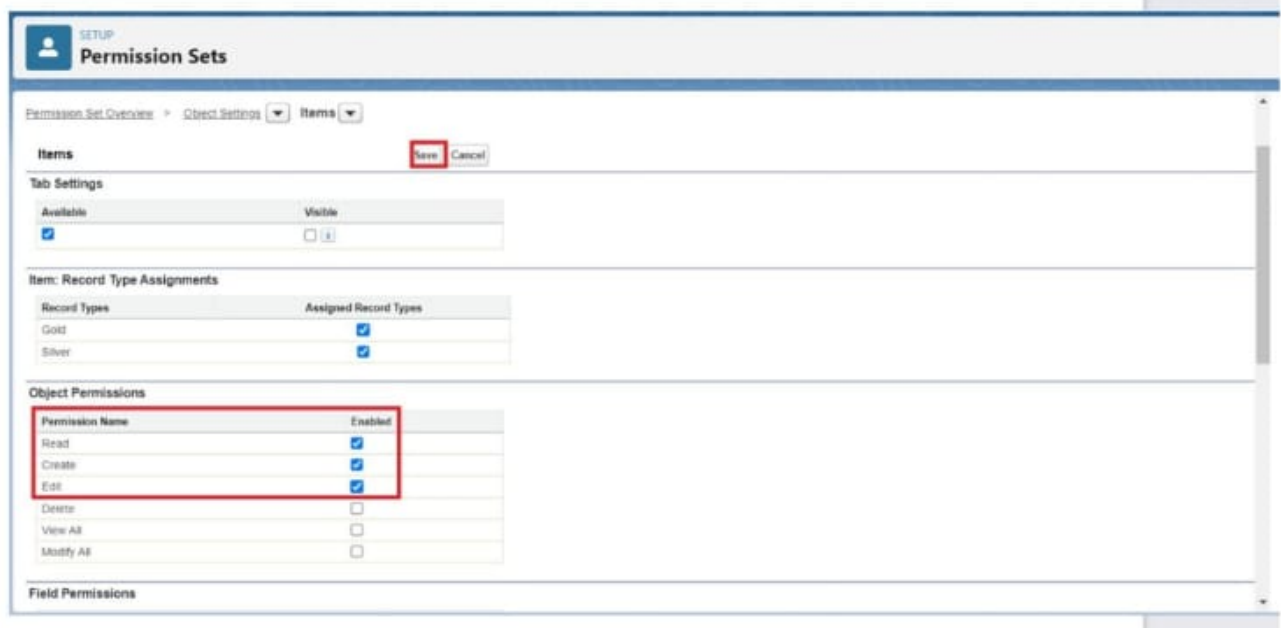 SETUP
Permission Sets
Permission Set Overview > Object Settings Items
Items Save Cancel
Tab Settings
Available Visible
i
Item: Record Type Assignments
Record Types Assigned Record Types
Gold
Silver
Object Permissions
Permission Name Enabled
Read
Create
Edit
Delete
View All
Modify All
Field Permissions